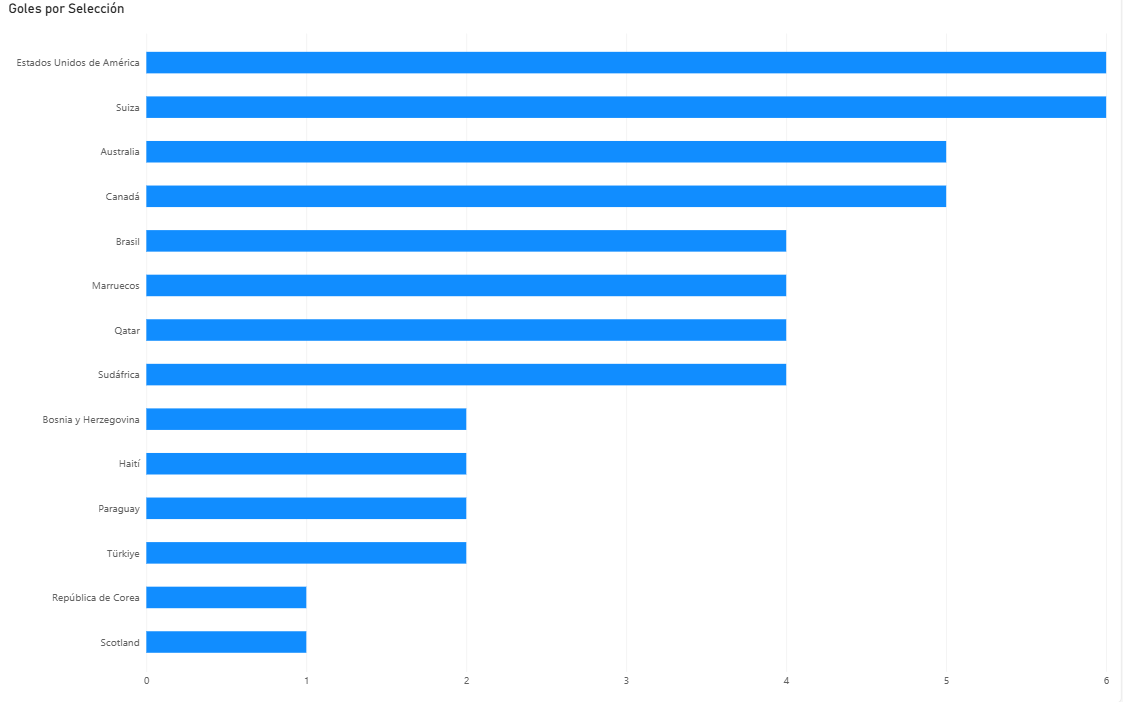 Goles por Selección
Estados Unidos de América
Suiza
Australia
Canadá
Brasil
Marruecos
Qatar
Sudáfrica
Bosnia y Herzegovina
Haití
Paraguay
Türkiye
República de Corea
Scotland
0 1 2 3 4 5 6